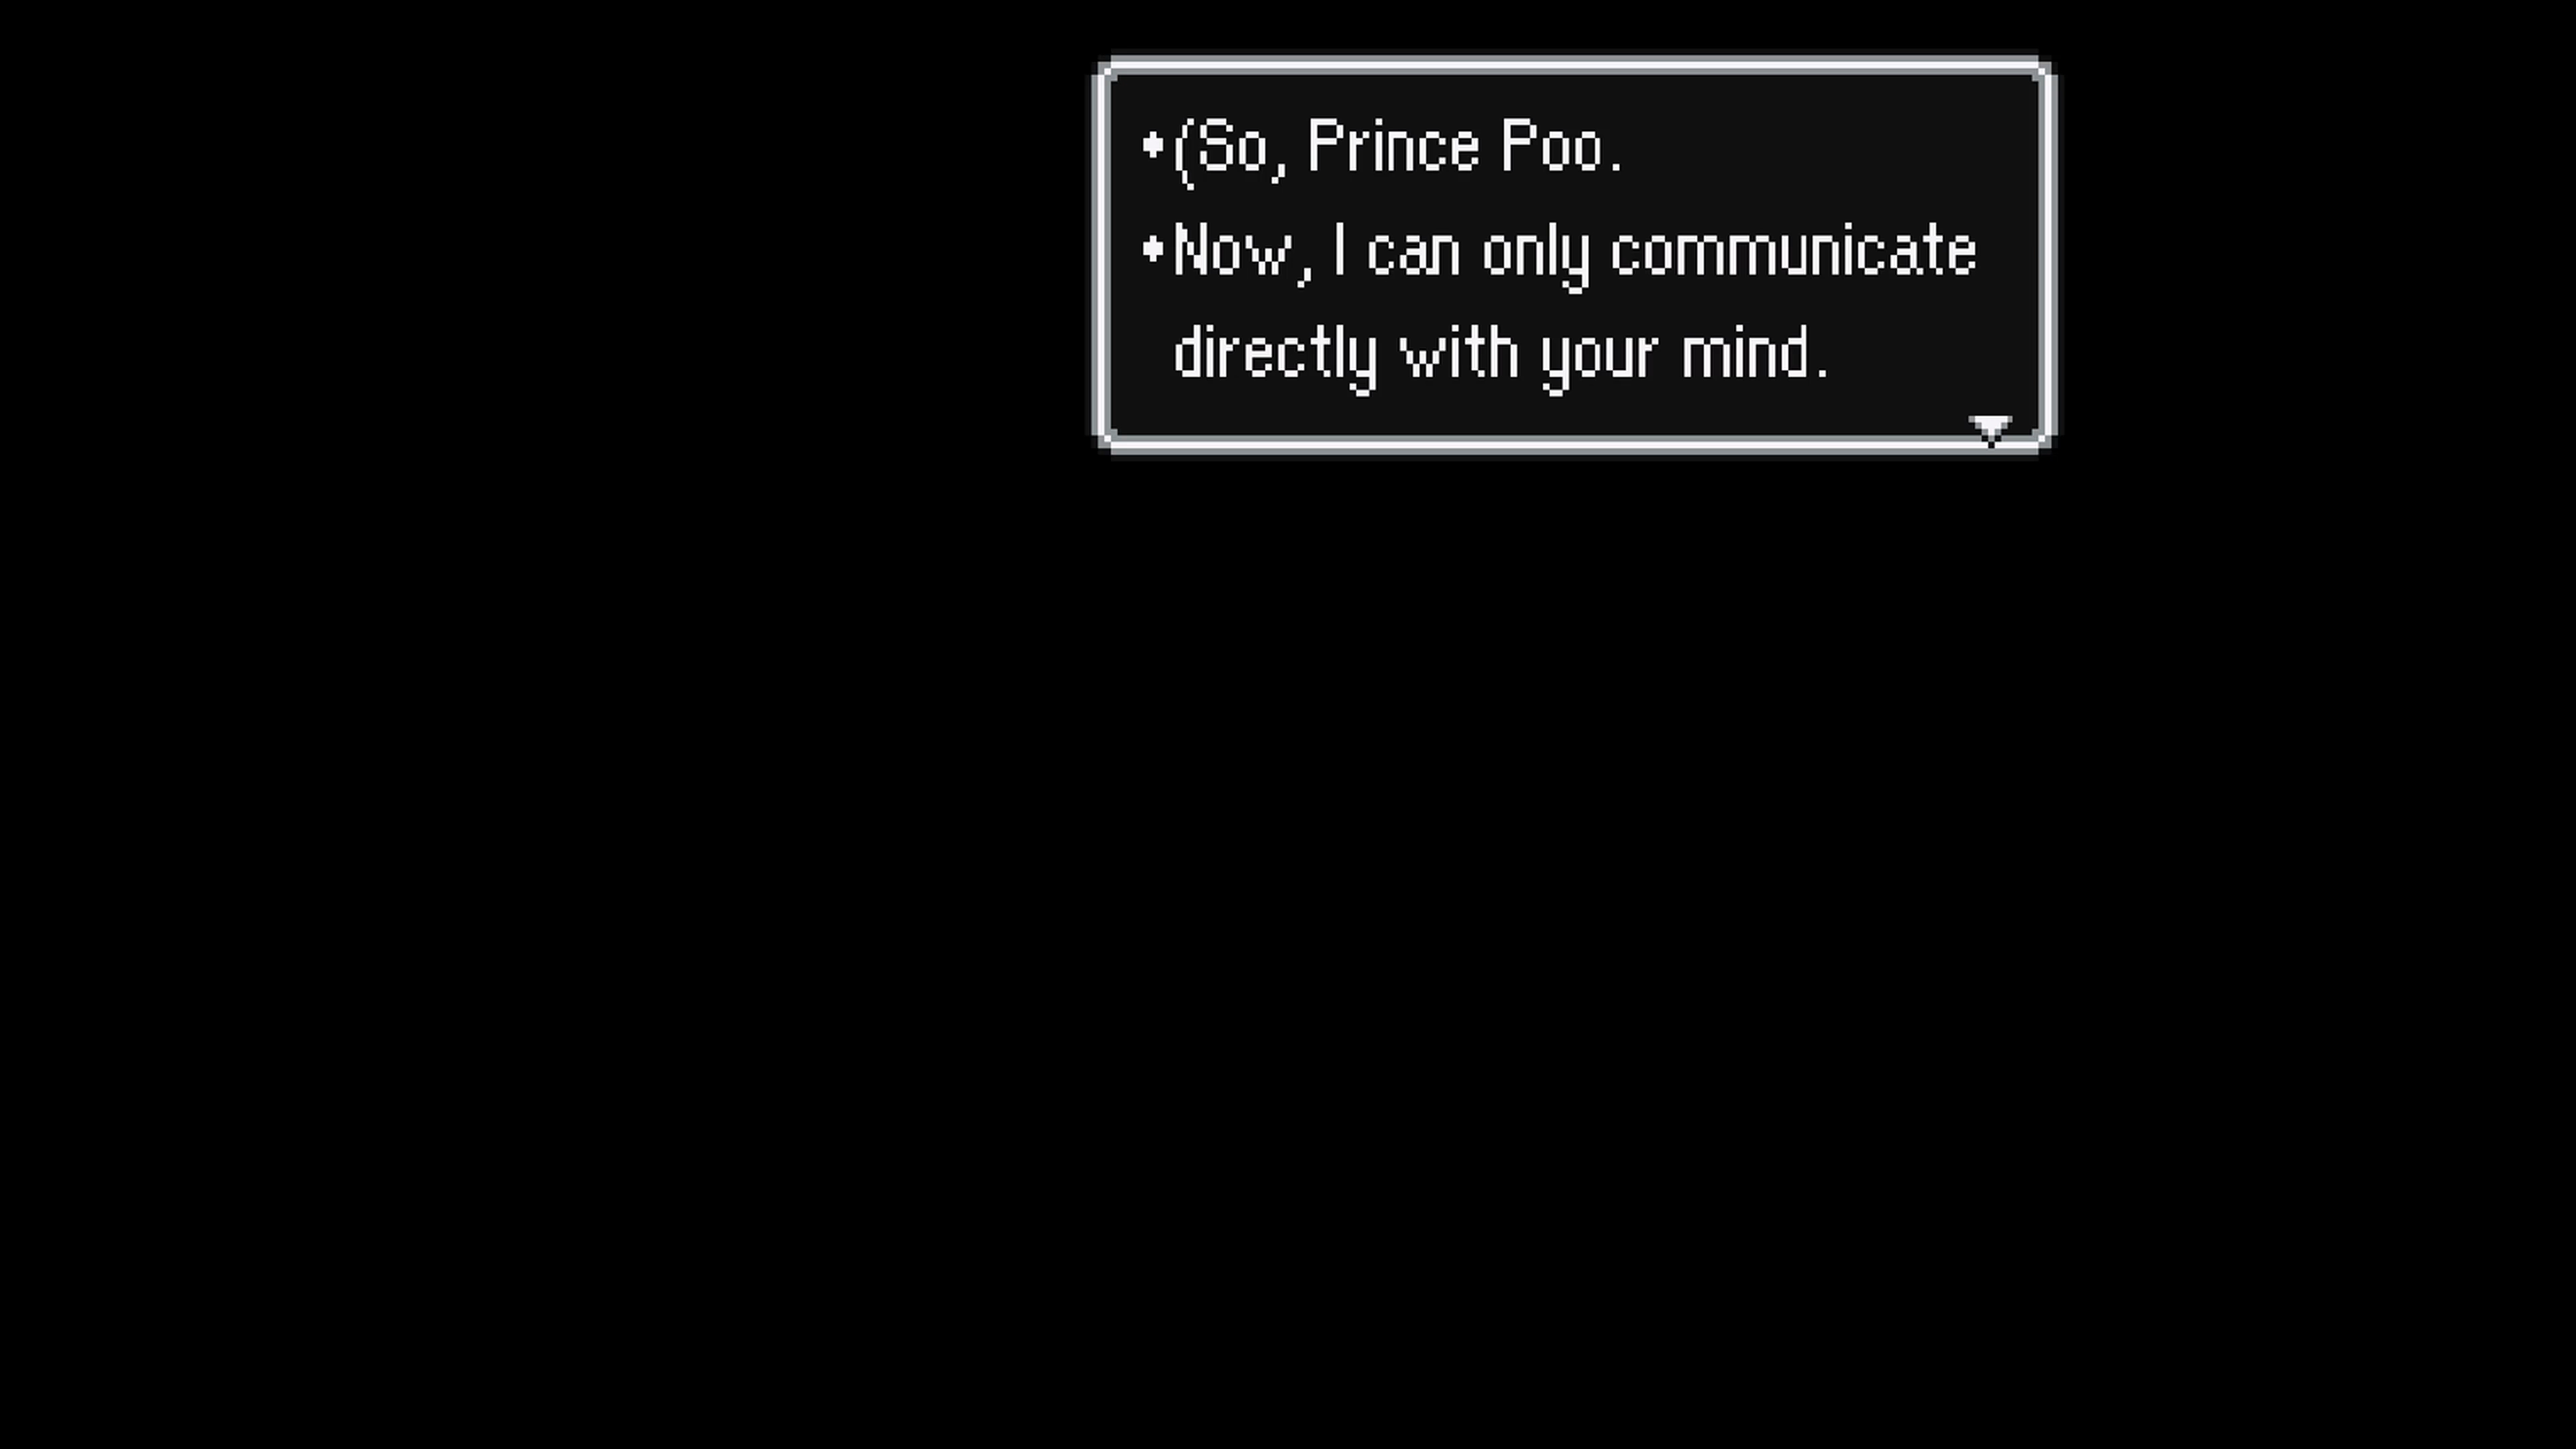 •(So, Prince Poo.
•Now, I can only communicate
directly with your mind.